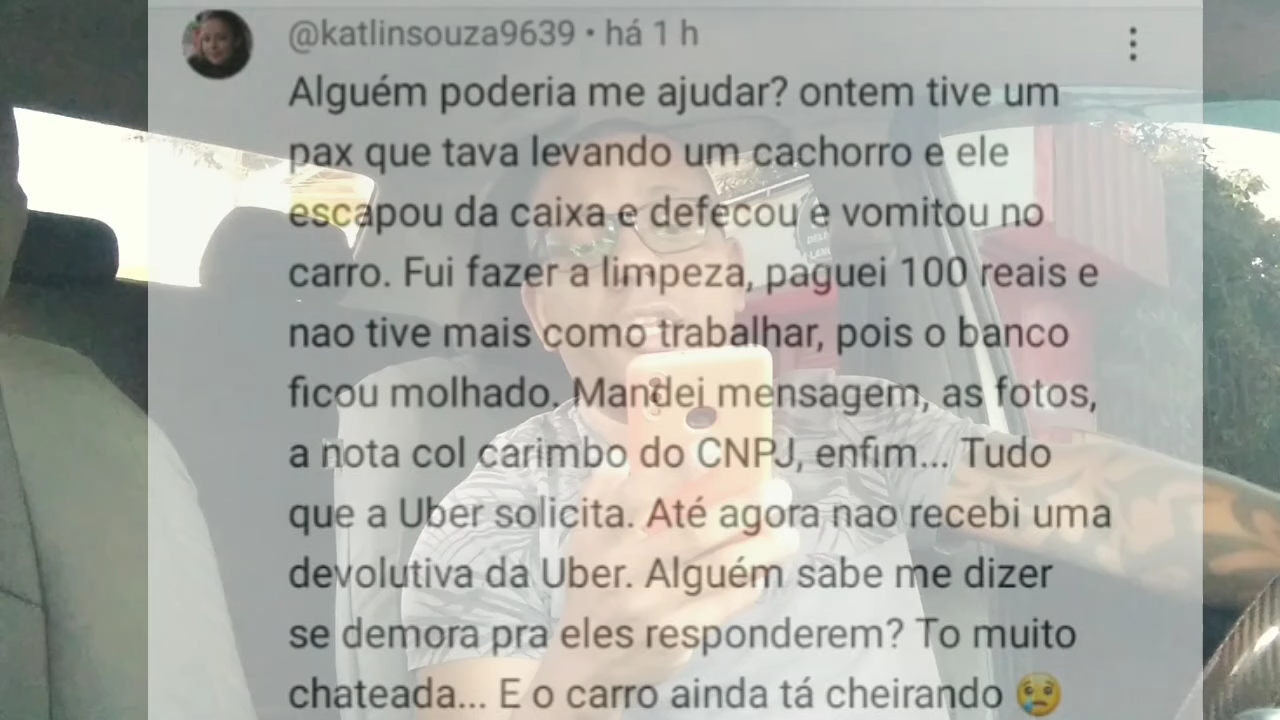 @katlinsouza9639 • há 1 h
Alguém poderia me ajudar? ontem tive um
pax que tava levando um cachorro e ele
escapou da caixa e defecou e vomitou no
carro. Fui fazer a limpeza, paguei 100 reais e
nao tive mais como trabalhar, pois o banco
ficou molhado. Mandei mensagem, as fotos,
a nota col carimbo do CNPJ, enfim... Tudo
que a Uber solicita. Até agora nao recebi uma
devolutiva da Uber. Alguém sabe me dizer
se demora pra eles responderem? To muito
chateada... E o carro ainda tá cheirando 😢